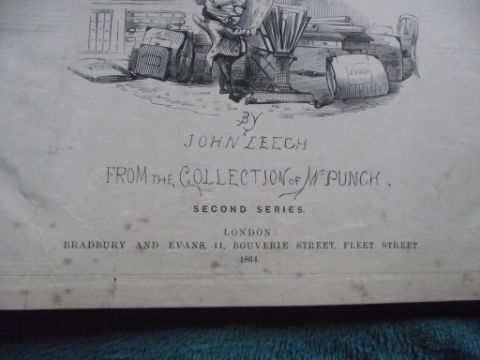 BY
JOHN LEECH
FROM THE COLLECTION OF MR PUNCH.
SECOND SERIES.
LONDON:
BRADBURY AND EVANS, 11, BOUVERIE STREET, FLEET STREET
1864.